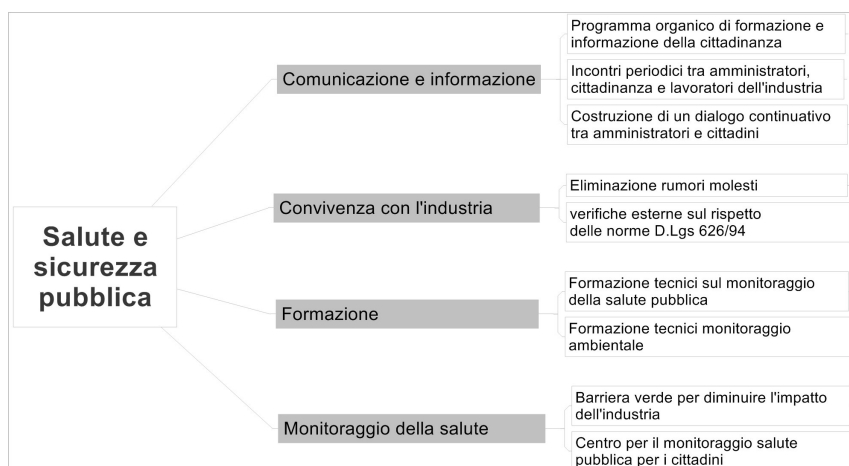 Salute e
sicurezza
pubblica
Comunicazione e informazione
Programma organico di formazione e
informazione della cittadinanza
Incontri periodici tra amministratori,
cittadinanza e lavoratori dell'industria
Costruzione di un dialogo continuativo
tra amministratori e cittadini
Convivenza con l'industria
Eliminazione rumori molesti
verifiche esterne sul rispetto
delle norme D.Lgs 626/94
Formazione
Formazione tecnici sul monitoraggio
della salute pubblica
Formazione tecnici monitoraggio
ambientale
Monitoraggio della salute
Barriera verde per diminuire l'impatto
dell'industria
Centro per il monitoraggio salute
pubblica per i cittadini